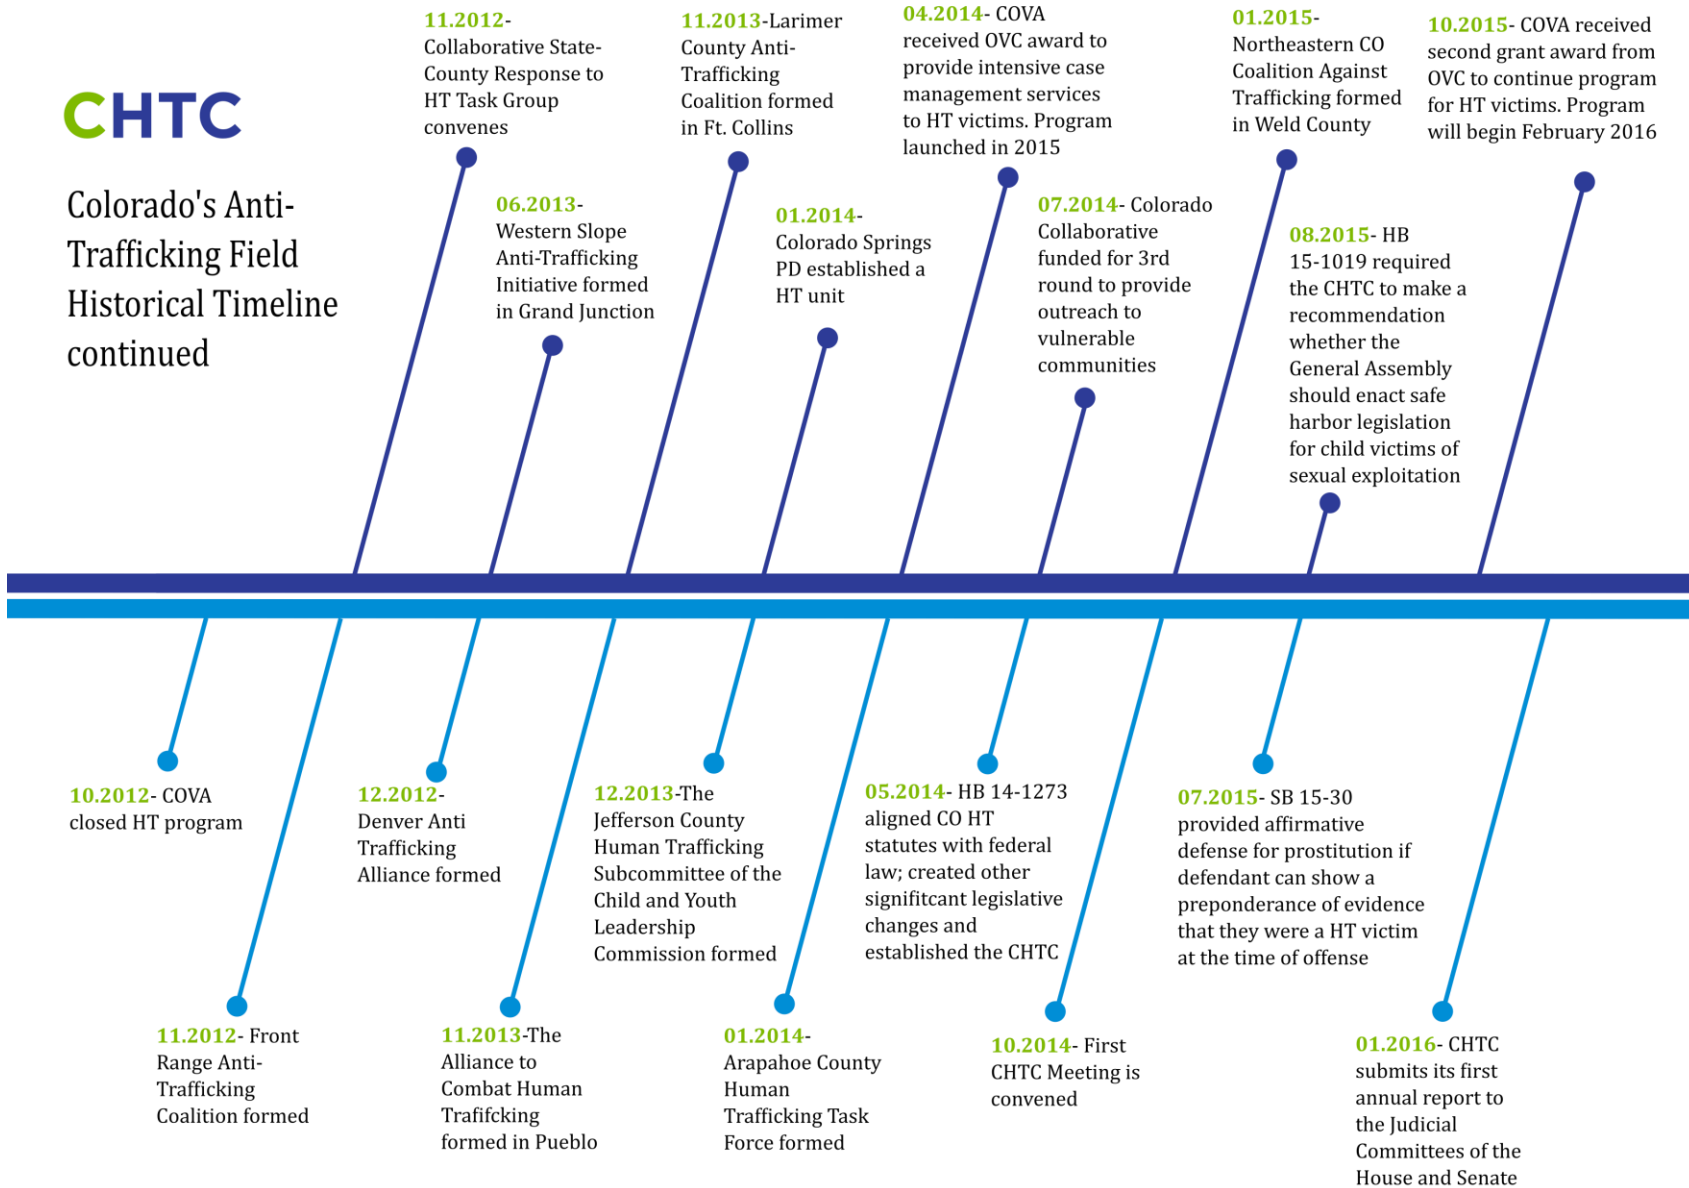 CHTC
Colorado's Anti-
Trafficking Field
Historical Timeline
continued
11.2012-
Collaborative State-
County Response to
HT Task Group
convenes
06.2013-
Western Slope
Anti-Trafficking
Initiative formed
in Grand Junction
11.2013-Larimer
County Anti-
Trafficking
Coalition formed
in Ft. Collins
01.2014-
Colorado Springs
PD established a
HT unit
04.2014- COVA
received OVC award to
provide intensive case
management services
to HT victims. Program
launched in 2015
07.2014- Colorado
Collaborative
funded for 3rd
round to provide
outreach to
vulnerable
communities
01.2015-
Northeastern CO
Coalition Against
Trafficking formed
in Weld County
08.2015- HB
15-1019 required
the CHTC to make a
recommendation
whether the
General Assembly
should enact safe
harbor legislation
for child victims of
sexual exploitation
10.2015- COVA received
second grant award from
OVC to continue program
for HT victims. Program
will begin February 2016
10.2012- COVA
closed HT program
11.2012- Front
Range Anti-
Trafficking
Coalition formed
12.2012-
Denver Anti
Trafficking
Alliance formed
11.2013-The
Alliance to
Combat Human
Trafifcking
formed in Pueblo
12.2013-The
Jefferson County
Human Trafficking
Subcommittee of the
Child and Youth
Leadership
Commission formed
01.2014-
Arapahoe County
Human
Trafficking Task
Force formed
05.2014- HB 14-1273
aligned CO HT
statutes with federal
law; created other
signifitcant legislative
changes and
established the CHTC
10.2014- First
CHTC Meeting is
convened
07.2015- SB 15-30
provided affirmative
defense for prostitution if
defendant can show a
preponderance of evidence
that they were a HT victim
at the time of offense
01.2016- CHTC
submits its first
annual report to
the Judicial
Committees of the
House and Senate